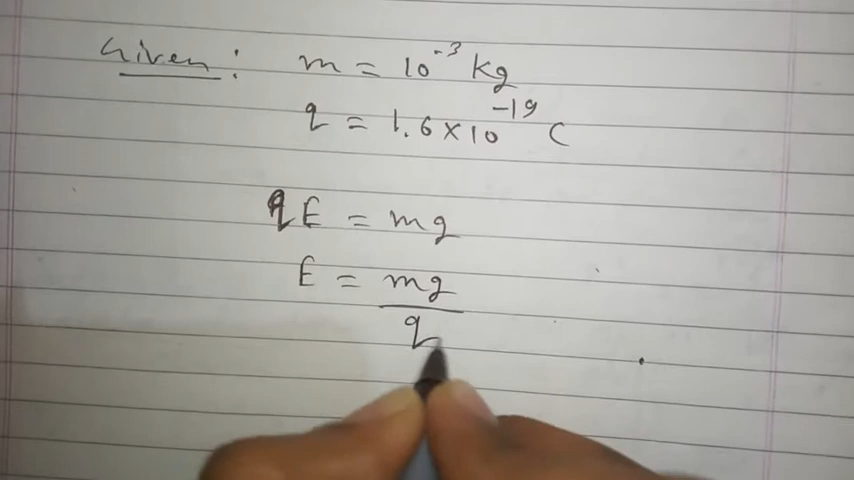 Given : m = 10⁻³ Kg
q = 1.6 × 10⁻¹⁹ C
qE = mg
E = mg
q